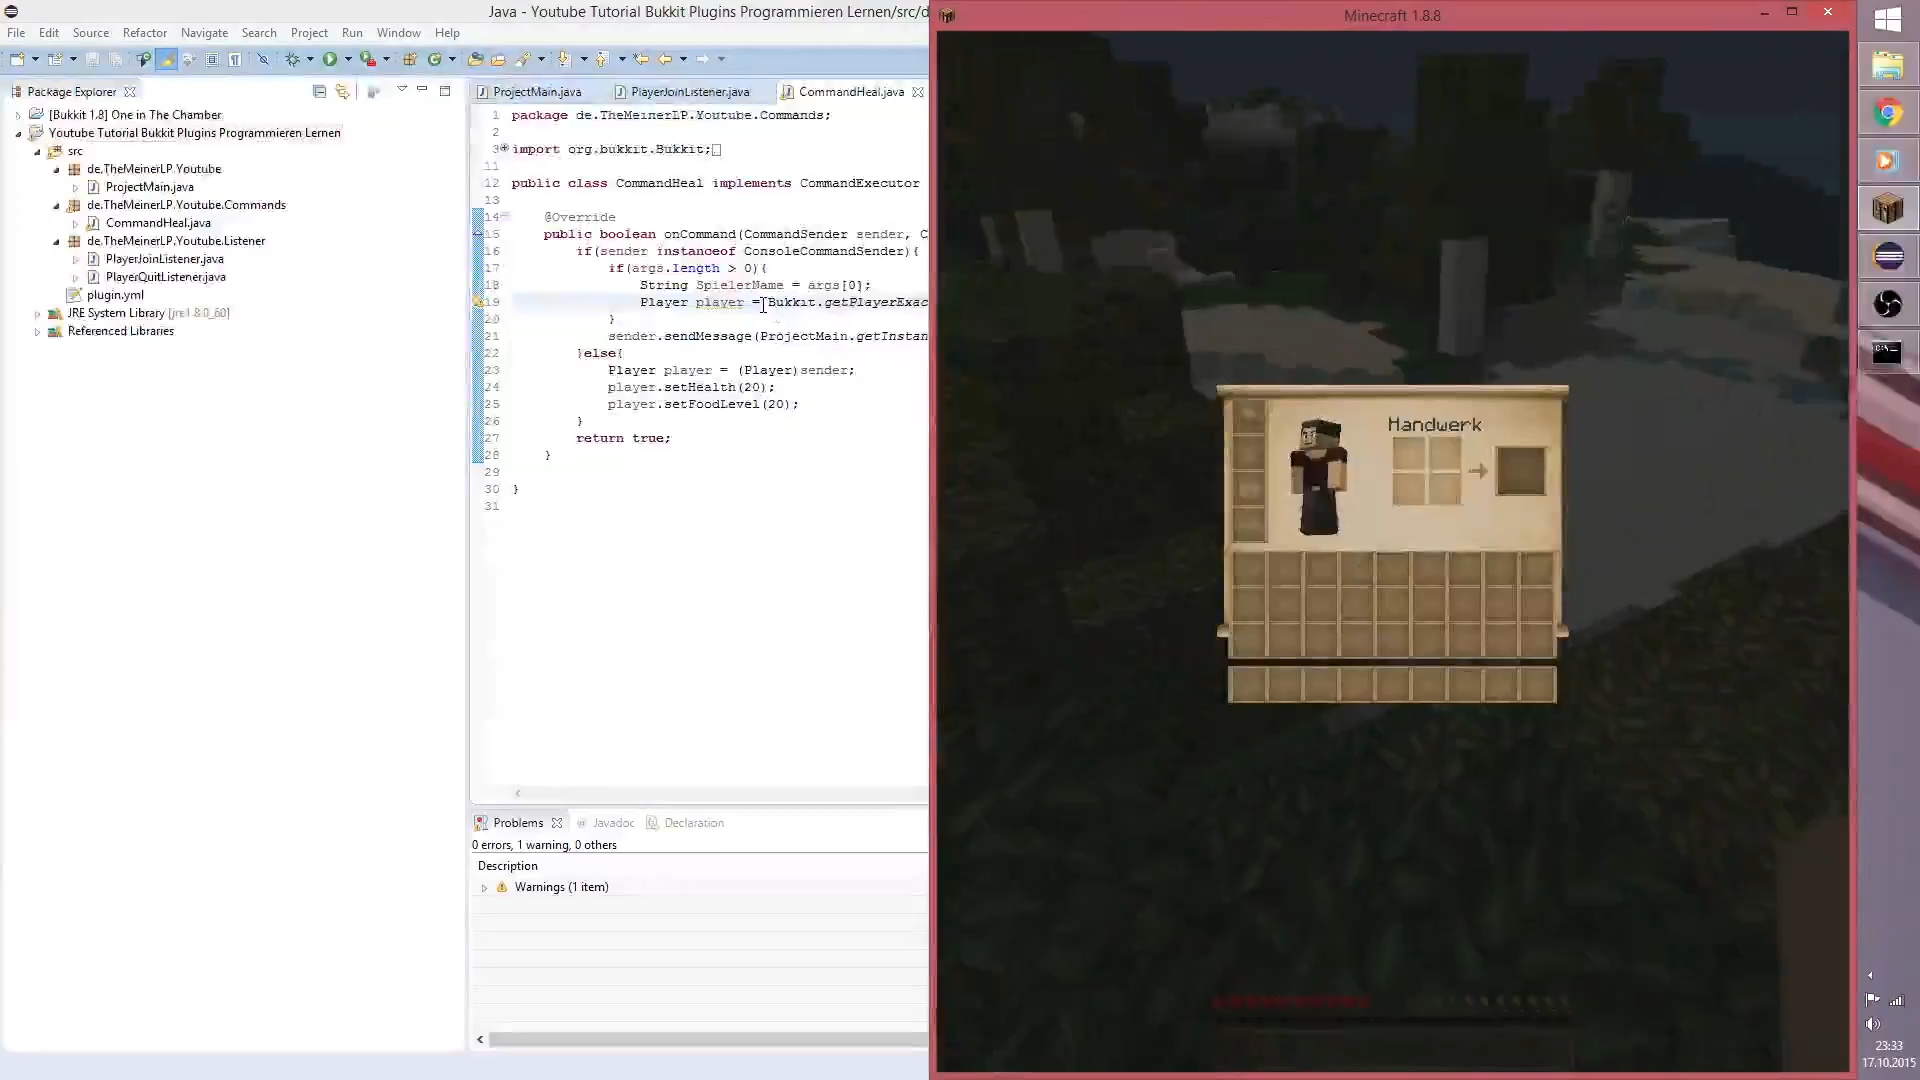 Java - Youtube Tutorial Bukkit Plugins Programmieren Lernen/src/d
Minecraft 1.8.8
File Edit Source Refactor Navigate Search Project Run Window Help
Package Explorer
[Bukkit 1.8] One in The Chamber
Youtube Tutorial Bukkit Plugins Programmieren Lernen
src
de.TheMeinerLP.Youtube
ProjectMain.java
de.TheMeinerLP.Youtube.Commands
CommandHeal.java
de.TheMeinerLP.Youtube.Listener
PlayerJoinListener.java
PlayerQuitListener.java
plugin.yml
JRE System Library [jre1.8.0_60]
Referenced Libraries
ProjectMain.java PlayerJoinListener.java CommandHeal.java
1 package de.TheMeinerLP.Youtube.Commands;
2
3 import org.bukkit.Bukkit;
11
12 public class CommandHeal implements CommandExecutor
13
14 @Override
15 public boolean onCommand(CommandSender sender, C
16 if(sender instanceof ConsoleCommandSender){
17 if(args.length > 0){
18 String SpielerName = args[0];
19 Player player = Bukkit.getPlayerExac
20 }
21 sender.sendMessage(ProjectMain.getInstan
22 }else{
23 Player player = (Player)sender;
24 player.setHealth(20);
25 player.setFoodLevel(20);
26 }
27 return true;
28 }
29
30 }
31
Problems Javadoc Declaration
0 errors, 1 warning, 0 others
Description
Warnings (1 item)
Handwerk
23:33
17.10.2015